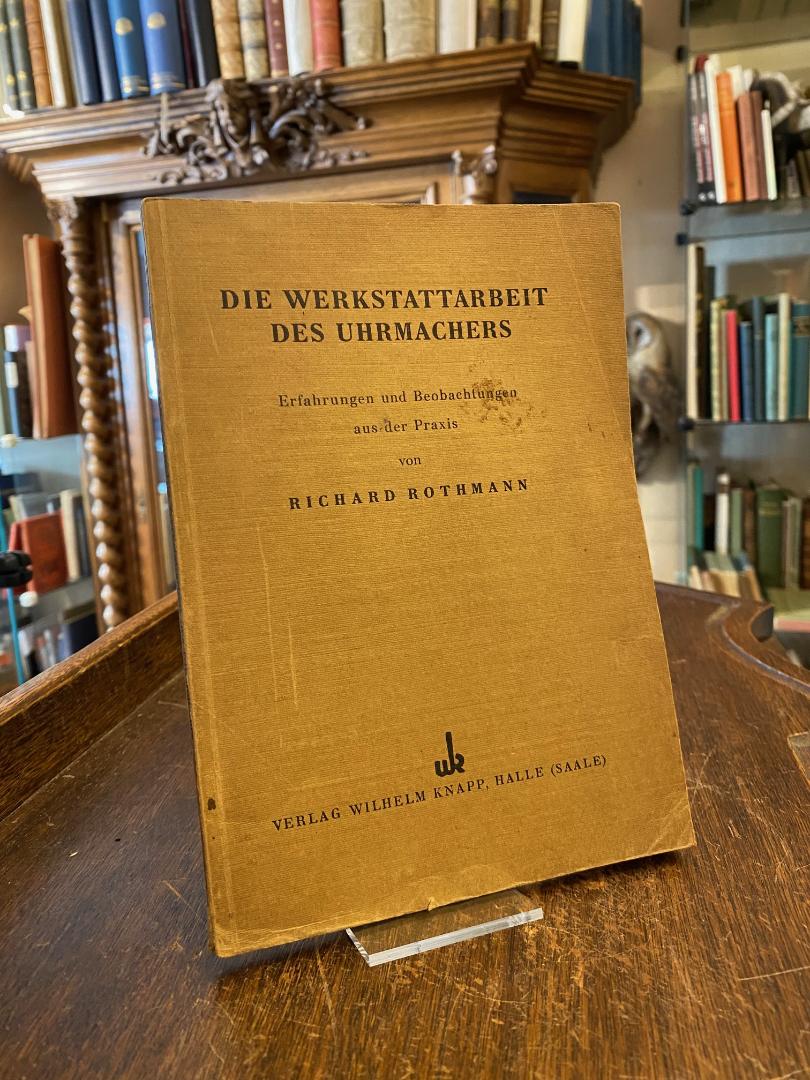 DIE WERKSTATTARBEIT
DES UHRMACHERS
Erfahrungen und Beobachtungen
aus der Praxis
von
RICHARD ROTHMANN
wk
VERLAG WILHELM KNAPP, HALLE (SAALE)